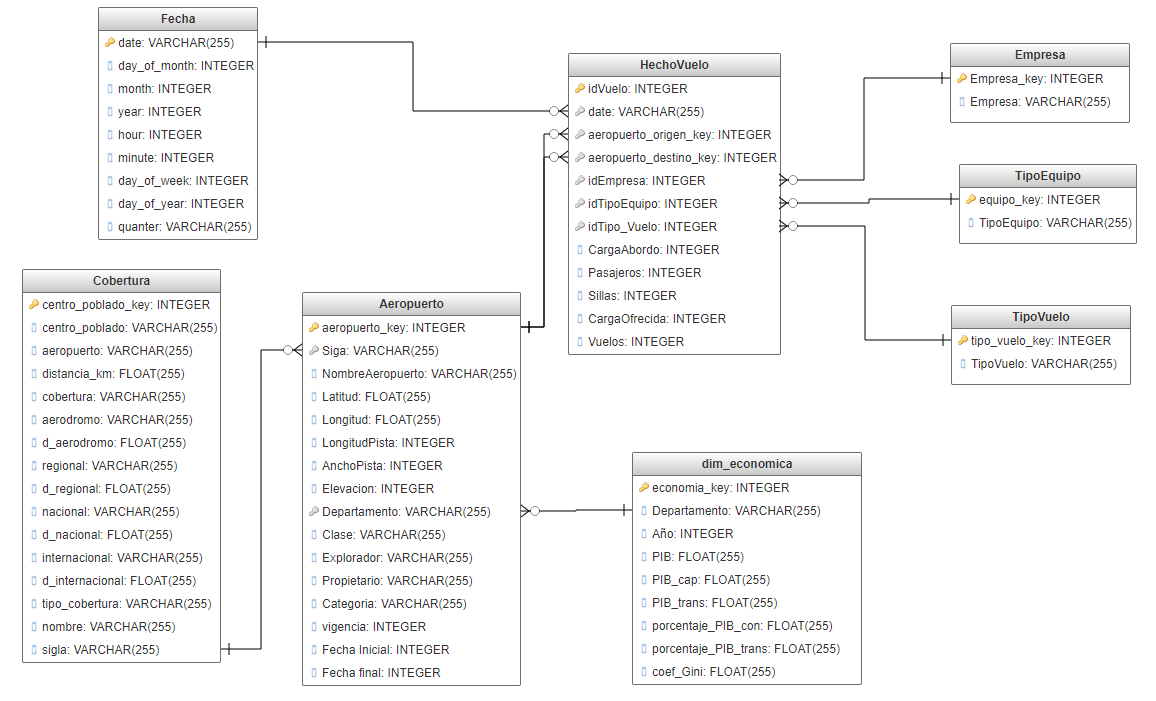 Fecha
date: VARCHAR(255)
day_of_month: INTEGER
month: INTEGER
year: INTEGER
hour: INTEGER
minute: INTEGER
day_of_week: INTEGER
day_of_year: INTEGER
quanter: VARCHAR(255)
HechoVuelo
idVuelo: INTEGER
date: VARCHAR(255)
aeropuerto_origen_key: INTEGER
aeropuerto_destino_key: INTEGER
idEmpresa: INTEGER
idTipoEquipo: INTEGER
idTipo_Vuelo: INTEGER
CargaAbordo: INTEGER
Pasajeros: INTEGER
Sillas: INTEGER
CargaOfrecida: INTEGER
Vuelos: INTEGER
Empresa
Empresa_key: INTEGER
Empresa: VARCHAR(255)
TipoEquipo
equipo_key: INTEGER
TipoEquipo: VARCHAR(255)
TipoVuelo
tipo_vuelo_key: INTEGER
TipoVuelo: VARCHAR(255)
Cobertura
centro_poblado_key: INTEGER
centro_poblado: VARCHAR(255)
aeropuerto: VARCHAR(255)
distancia_km: FLOAT(255)
cobertura: VARCHAR(255)
aerodromo: VARCHAR(255)
d_aerodromo: FLOAT(255)
regional: VARCHAR(255)
d_regional: FLOAT(255)
nacional: VARCHAR(255)
d_nacional: FLOAT(255)
internacional: VARCHAR(255)
d_internacional: FLOAT(255)
tipo_cobertura: VARCHAR(255)
nombre: VARCHAR(255)
sigla: VARCHAR(255)
Aeropuerto
aeropuerto_key: INTEGER
Siga: VARCHAR(255)
NombreAeropuerto: VARCHAR(255)
Latitud: FLOAT(255)
Longitud: FLOAT(255)
LongitudPista: INTEGER
AnchoPista: INTEGER
Elevacion: INTEGER
Departamento: VARCHAR(255)
Clase: VARCHAR(255)
Explorador: VARCHAR(255)
Propietario: VARCHAR(255)
Categoria: VARCHAR(255)
vigencia: INTEGER
Fecha Inicial: INTEGER
Fecha final: INTEGER
dim_economica
economia_key: INTEGER
Departamento: VARCHAR(255)
Año: INTEGER
PIB: FLOAT(255)
PIB_cap: FLOAT(255)
PIB_trans: FLOAT(255)
porcentaje_PIB_con: FLOAT(255)
porcentaje_PIB_trans: FLOAT(255)
coef_Gini: FLOAT(255)